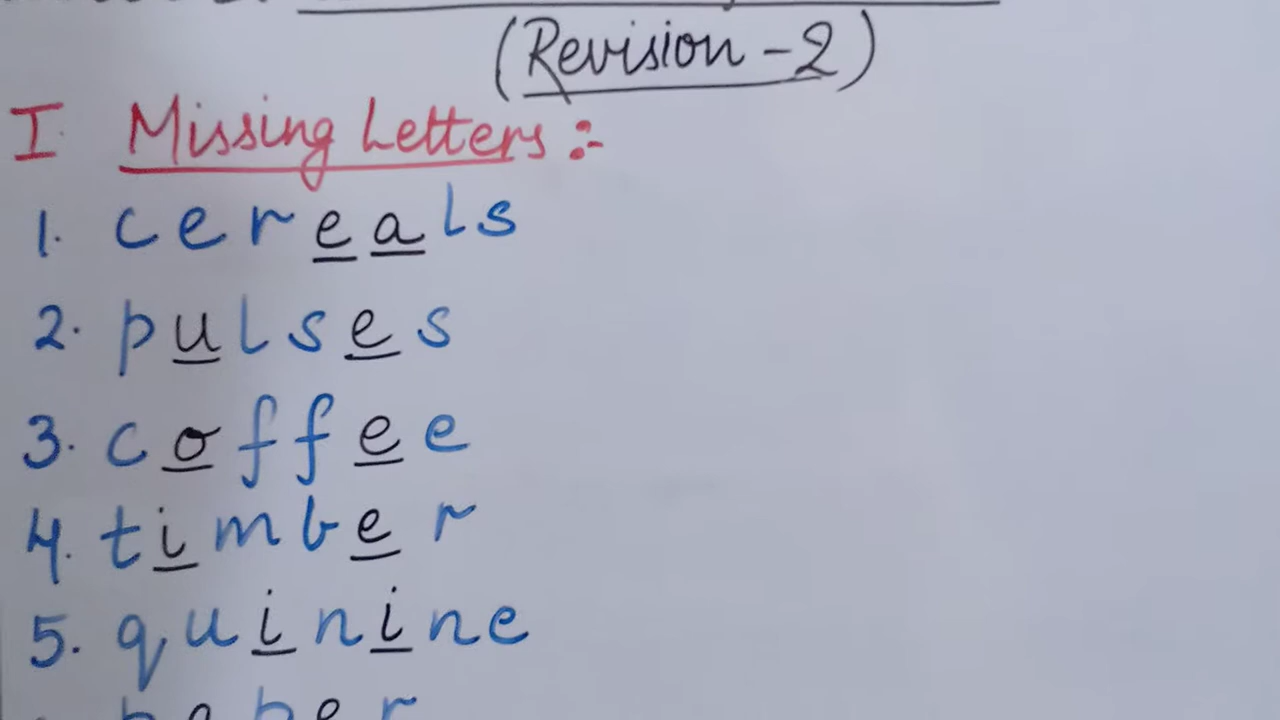 (Revision - 2)
I Missing Letters :-
1. cereals
2. pulses
3. coffee
4. timber
5. quinine